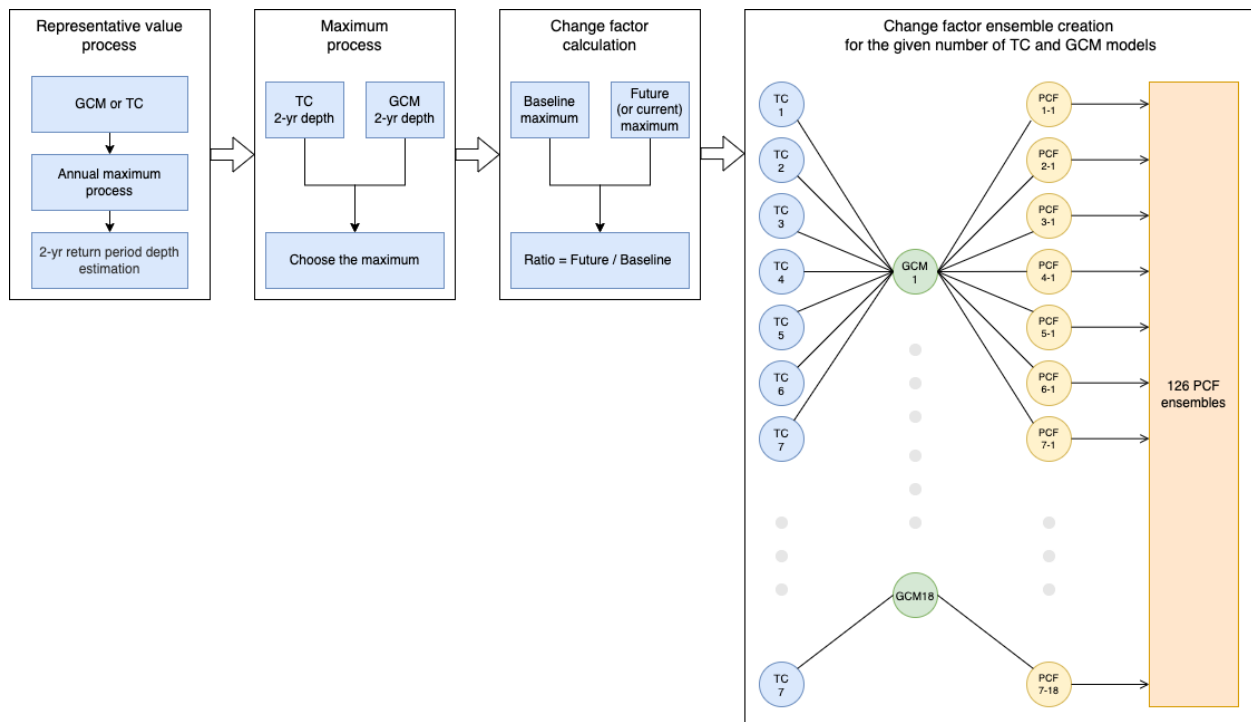 Representative value
process
GCM or TC
Annual maximum
process
2-yr return period depth
estimation
Maximum
process
TC
2-yr depth
GCM
2-yr depth
Choose the maximum
Change factor
calculation
Baseline
maximum
Future
(or current)
maximum
Ratio = Future / Baseline
Change factor ensemble creation
for the given number of TC and GCM models
TC
1
TC
2
TC
3
TC
4
TC
5
TC
6
TC
7
TC
7
GCM
1
GCM18
PCF
1-1
PCF
2-1
PCF
3-1
PCF
4-1
PCF
5-1
PCF
6-1
PCF
7-1
PCF
7-18
126 PCF
ensembles